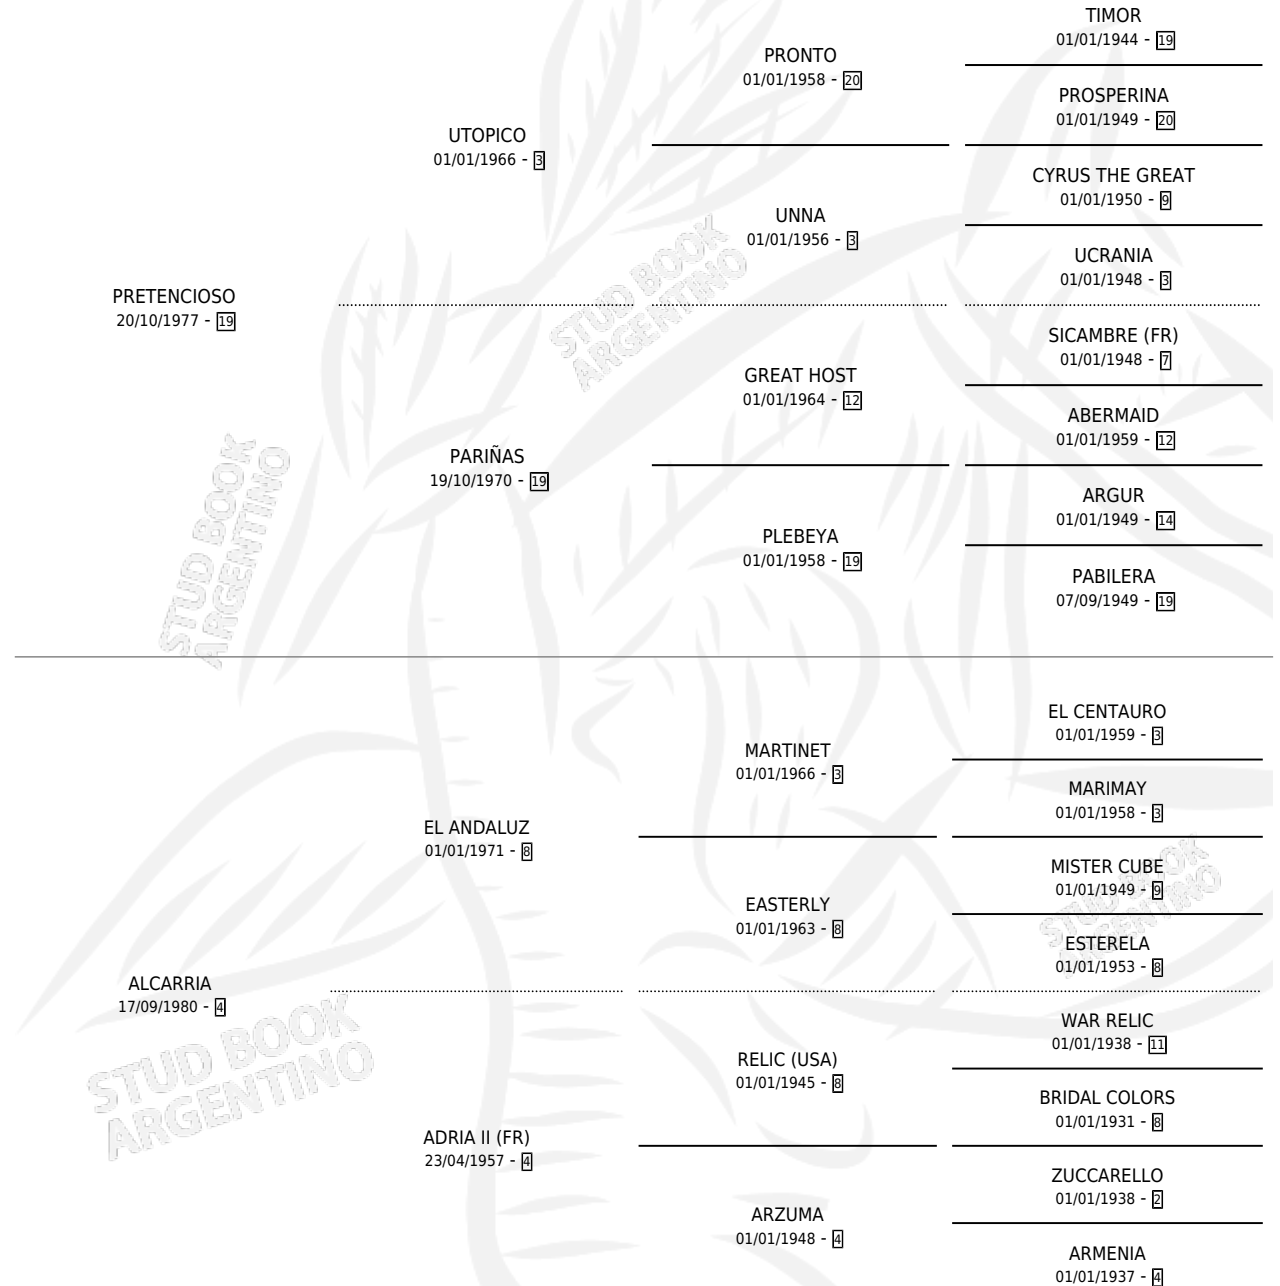 TIMOR
01/01/1944 - 19
PRONTO
01/01/1958 - 20
PROSPERINA
01/01/1949 - 20
UTOPICO
01/01/1966 - 3
CYRUS THE GREAT
01/01/1950 - 9
UNNA
01/01/1956 - 3
UCRANIA
01/01/1948 - 3
PRETENCIOSO
20/10/1977 - 19
SICAMBRE (FR)
01/01/1948 - 7
GREAT HOST
01/01/1964 - 12
ABERMAID
01/01/1959 - 12
PARIÑAS
19/10/1970 - 19
ARGUR
01/01/1949 - 14
PLEBEYA
01/01/1958 - 19
PABILERA
07/09/1949 - 19
EL CENTAURO
01/01/1959 - 3
MARTINET
01/01/1966 - 3
MARIMAY
01/01/1958 - 3
EL ANDALUZ
01/01/1971 - 8
MISTER CUBE
01/01/1949 - 9
EASTERLY
01/01/1963 - 8
ESTERELA
01/01/1953 - 8
ALCARRIA
17/09/1980 - 4
WAR RELIC
01/01/1938 - 11
RELIC (USA)
01/01/1945 - 8
BRIDAL COLORS
01/01/1931 - 8
ADRIA II (FR)
23/04/1957 - 4
ZUCCARELLO
01/01/1938 - 2
ARZUMA
01/01/1948 - 4
ARMENIA
01/01/1937 - 4
STUD BOOK
ARGENTINO
STUD BOOK
ARGENTINO
STUD BOOK
ARGENTINO
STUD BOOK
ARGENTINO